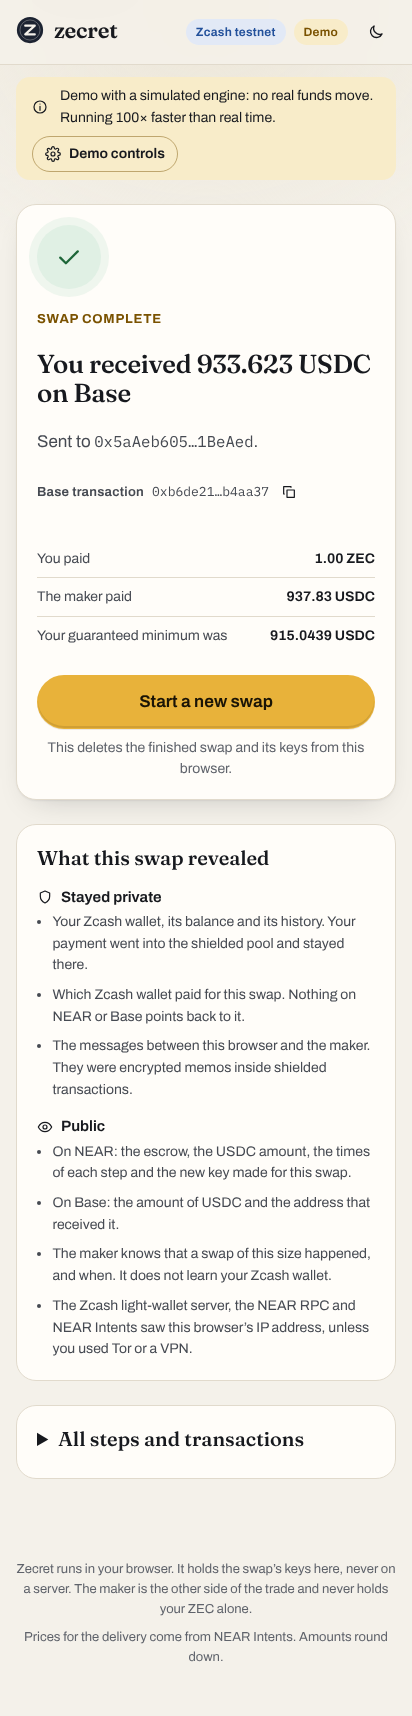 zecret
Zcash testnet
Demo
Demo with a simulated engine: no real funds move.
Running 100× faster than real time.
Demo controls
SWAP COMPLETE
You received 933.623 USDC
on Base
Sent to 0x5aAeb605…1BeAed.
Base transaction 0xb6de21…b4aa37
You paid 1.00 ZEC
The maker paid 937.83 USDC
Your guaranteed minimum was 915.0439 USDC
Start a new swap
This deletes the finished swap and its keys from this
browser.
What this swap revealed
Stayed private
• Your Zcash wallet, its balance and its history. Your
payment went into the shielded pool and stayed
there.
• Which Zcash wallet paid for this swap. Nothing on
NEAR or Base points back to it.
• The messages between this browser and the maker.
They were encrypted memos inside shielded
transactions.
Public
• On NEAR: the escrow, the USDC amount, the times
of each step and the new key made for this swap.
• On Base: the amount of USDC and the address that
received it.
• The maker knows that a swap of this size happened,
and when. It does not learn your Zcash wallet.
• The Zcash light-wallet server, the NEAR RPC and
NEAR Intents saw this browser's IP address, unless
you used Tor or a VPN.
All steps and transactions
Zecret runs in your browser. It holds the swap's keys here, never on
a server. The maker is the other side of the trade and never holds
your ZEC alone.
Prices for the delivery come from NEAR Intents. Amounts round
down.